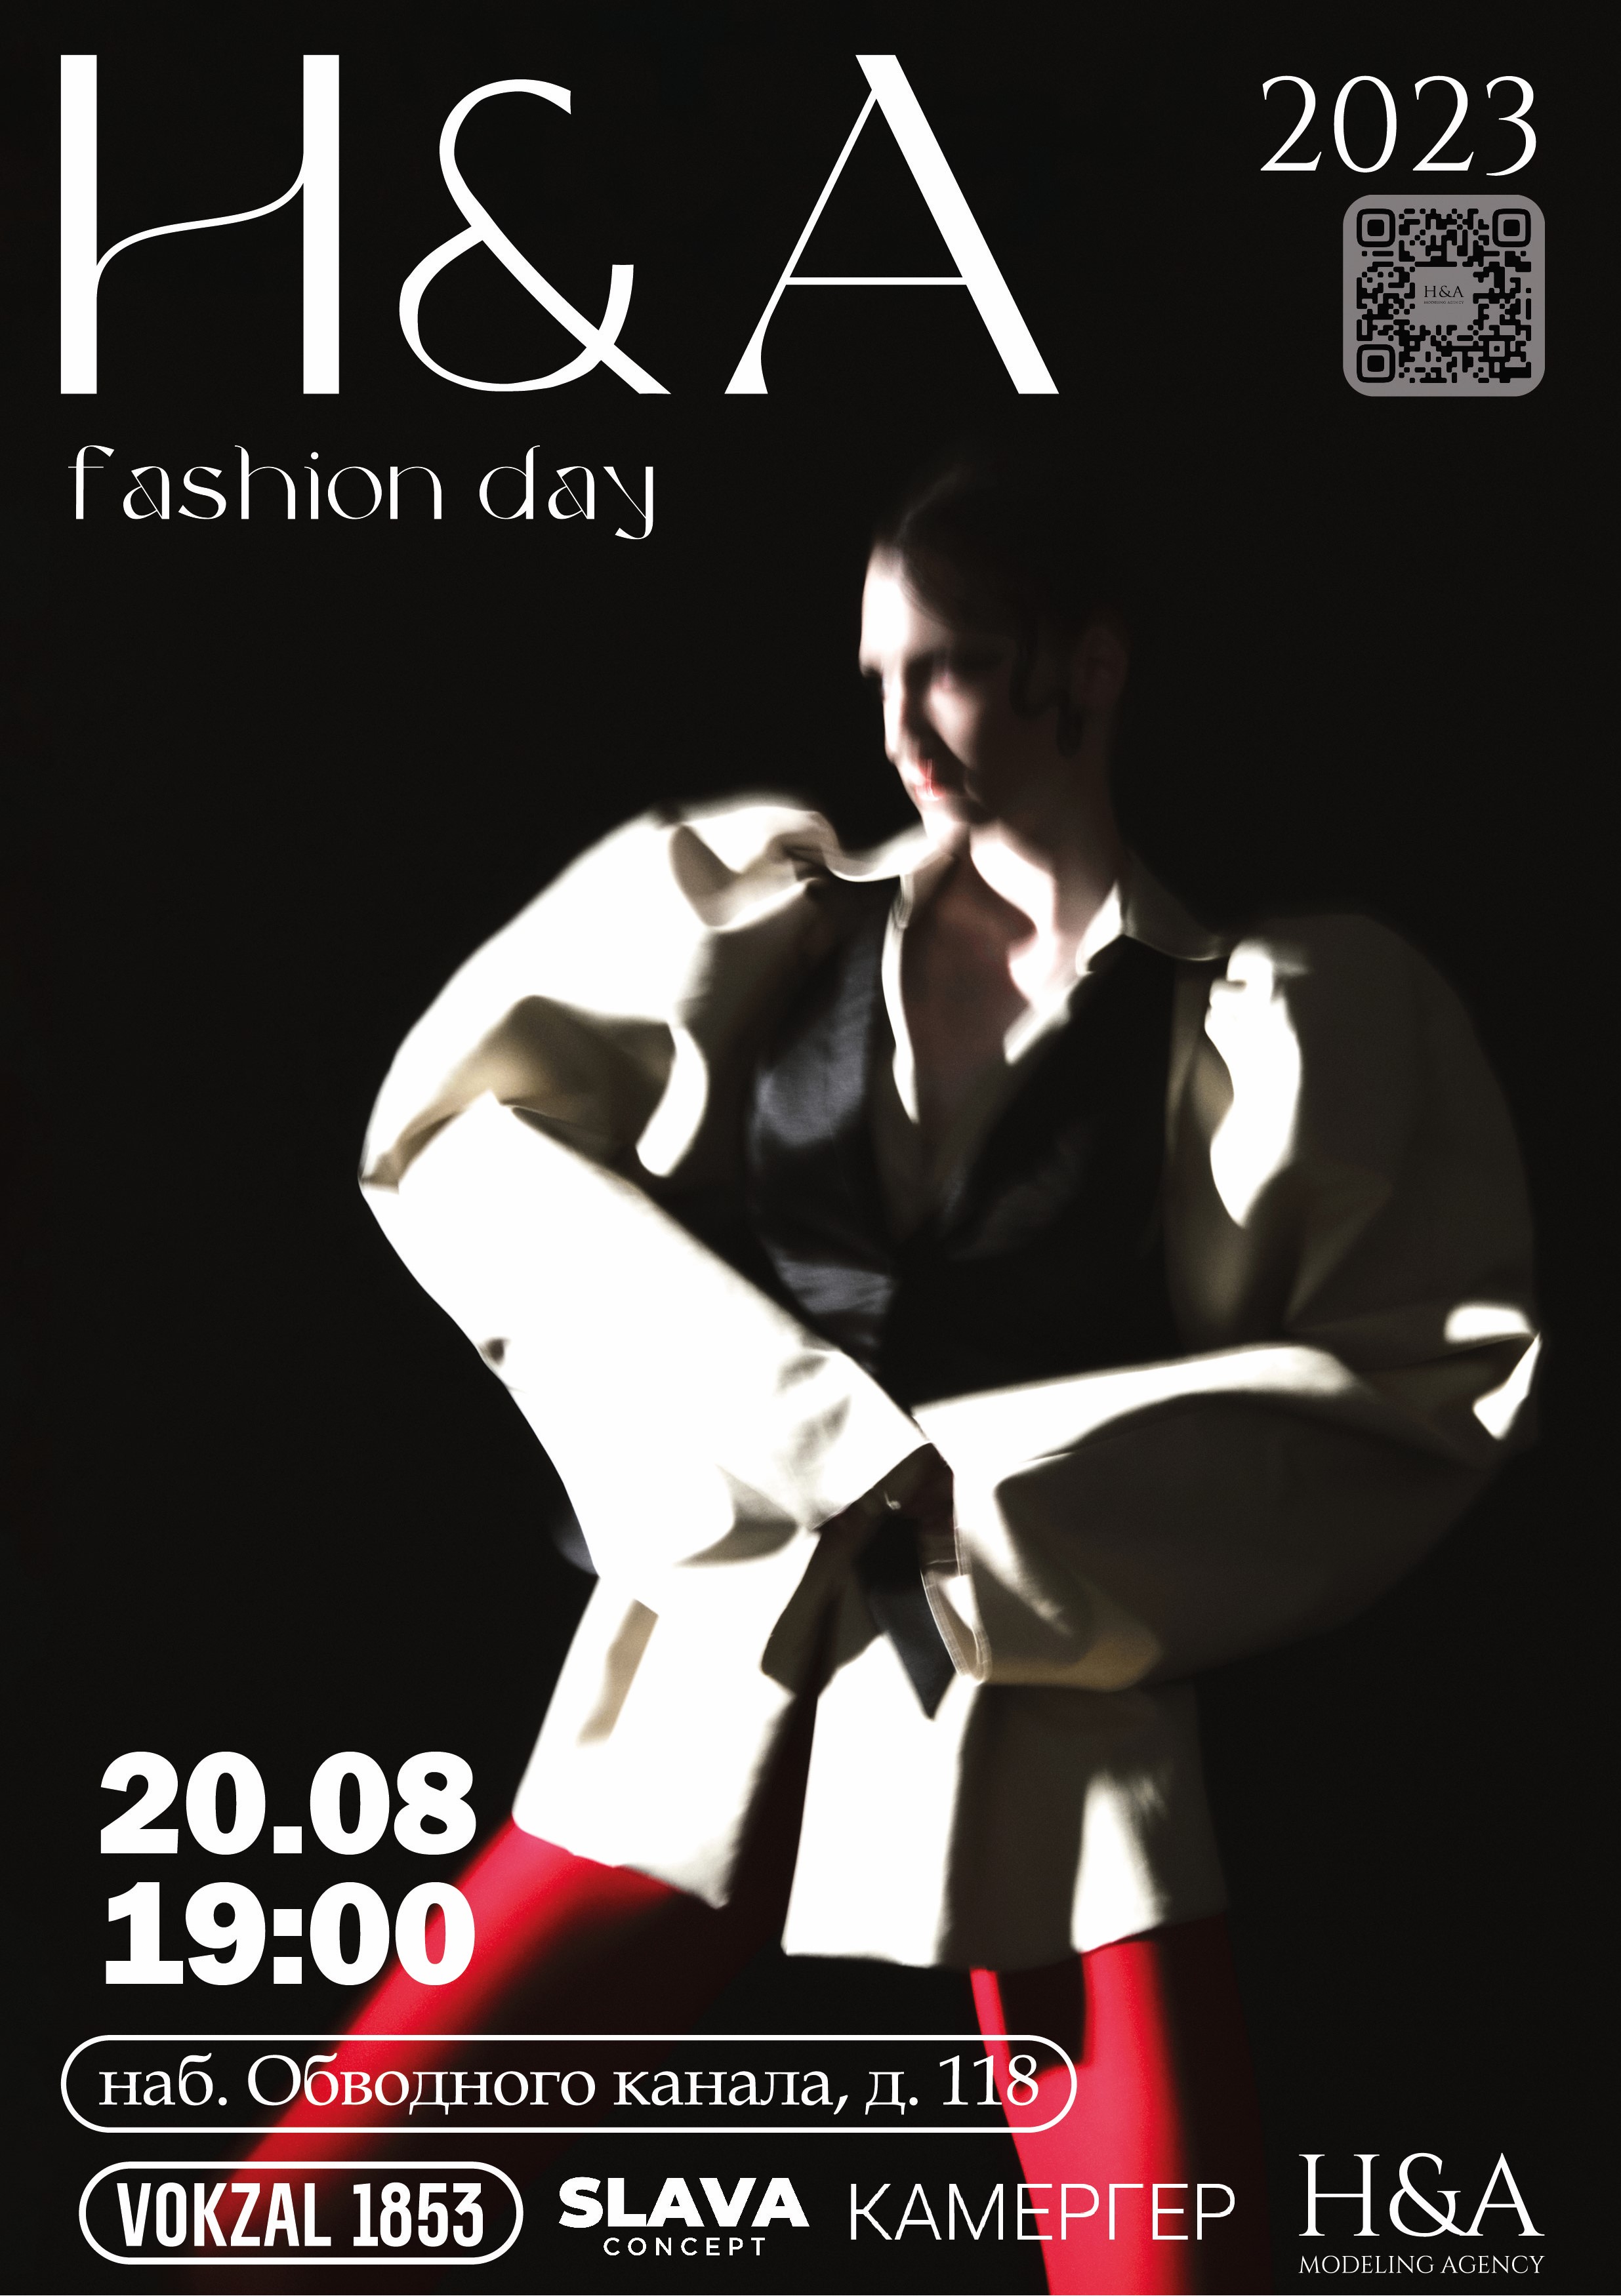 H & A
2023
H&A
fashion day
20.08
19:00
наб. Обводного канала, д. 118
VOKZAL 1853
SLAVA
CONCEPT
КАМЕРГЕР
H&A
MODELING AGENCY